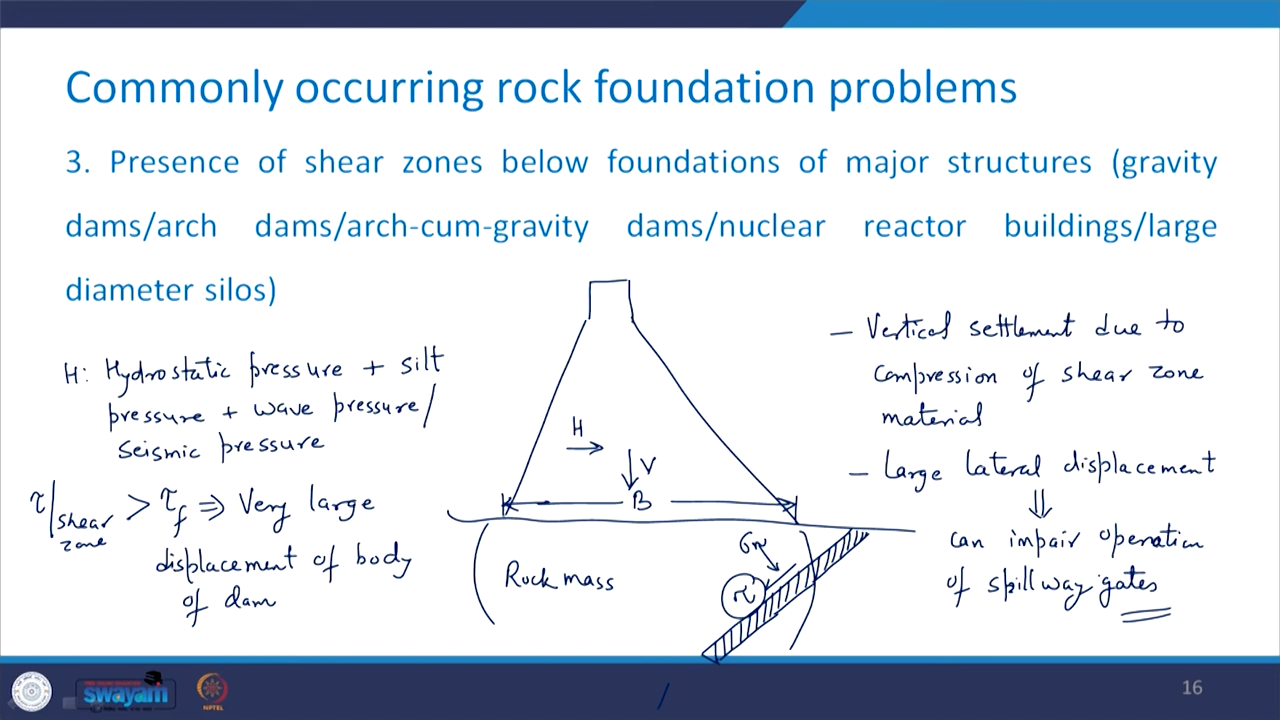 Commonly occurring rock foundation problems
3. Presence of shear zones below foundations of major structures (gravity
dams/arch dams/arch-cum-gravity dams/nuclear reactor buildings/large
diameter silos)
H: Hydrostatic pressure + silt
pressure + wave pressure/
seismic pressure
τ|shear zone > τf ⇒ Very large
displacement of body
of dam
H
V
B
Rock mass
σn
τ
– Vertical settlement due to
compression of shear zone
material
– Large lateral displacement
⇓
can impair operation
of spillway gates
swayam
NPTEL
16